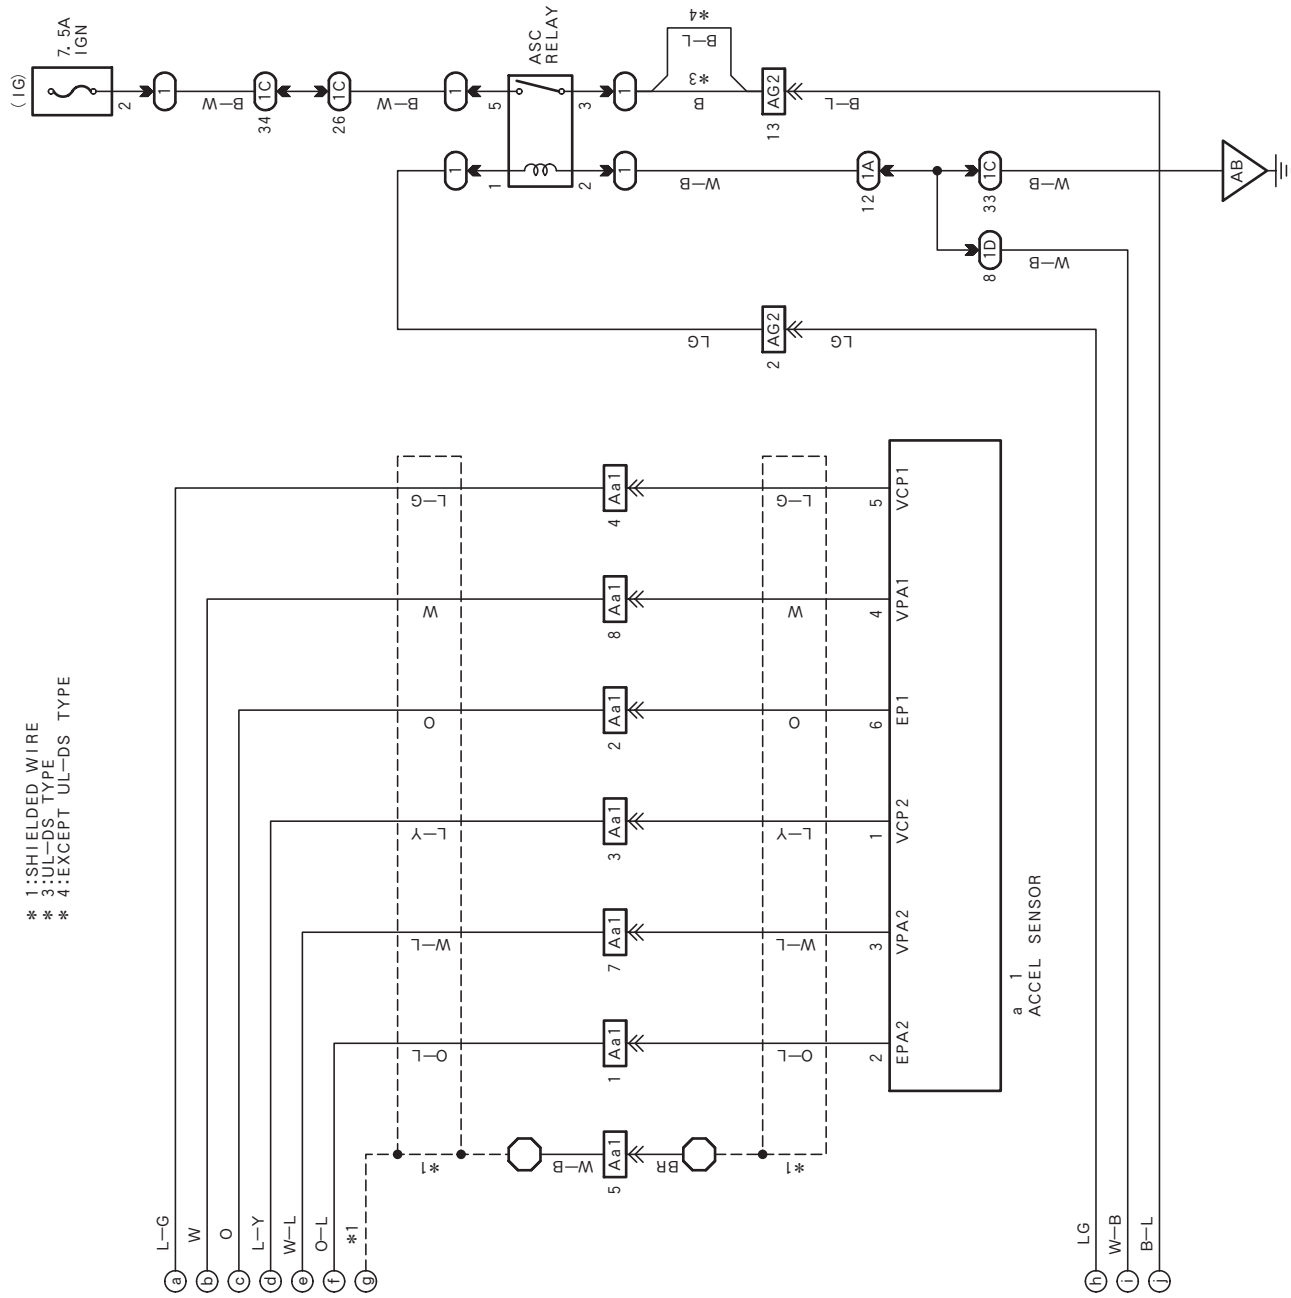 * 1:SHIELDED WIRE
* 3:UL-DS TYPE
* 4:EXCEPT UL-DS TYPE
(IG)
7.5A
IGN
2
1
B-W
1C
34
1C
26
B-W
1
5
ASC
RELAY
3
1
*4
B-L
*3
B
AG2
13
B-L
1
1
2
1
W-B
1A
12
1C
33
W-B
AB
1D
8
W-B
LG
AG2
2
LG
a
L-G
L-G
Aa1
4
L-G
5
VCP1
b
W
W
Aa1
8
W
4
VPA1
c
O
O
Aa1
2
O
6
EP1
d
L-Y
L-Y
Aa1
3
L-Y
1
VCP2
e
W-L
W-L
Aa1
7
W-L
3
VPA2
f
O-L
O-L
Aa1
1
O-L
2
EPA2
g
*1
*1
W-B
Aa1
5
BR
*1
a 1
ACCEL SENSOR
h
LG
i
W-B
j
B-L